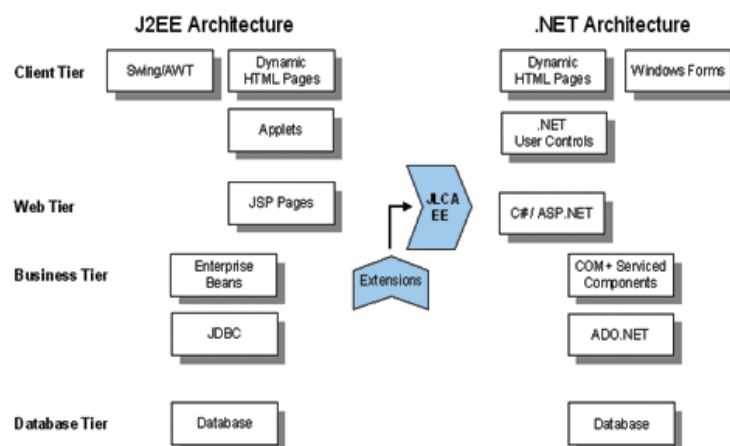 J2EE Architecture
.NET Architecture
Client Tier
Swing/AWT
Dynamic
HTML Pages
Dynamic
HTML Pages
Windows Forms
Applets
.NET
User Controls
Web Tier
JSP Pages
JLCA
EE
C#/ ASP.NET
Business Tier
Enterprise
Beans
Extensions
COM+ Serviced
Components
JDBC
ADO.NET
Database Tier
Database
Database